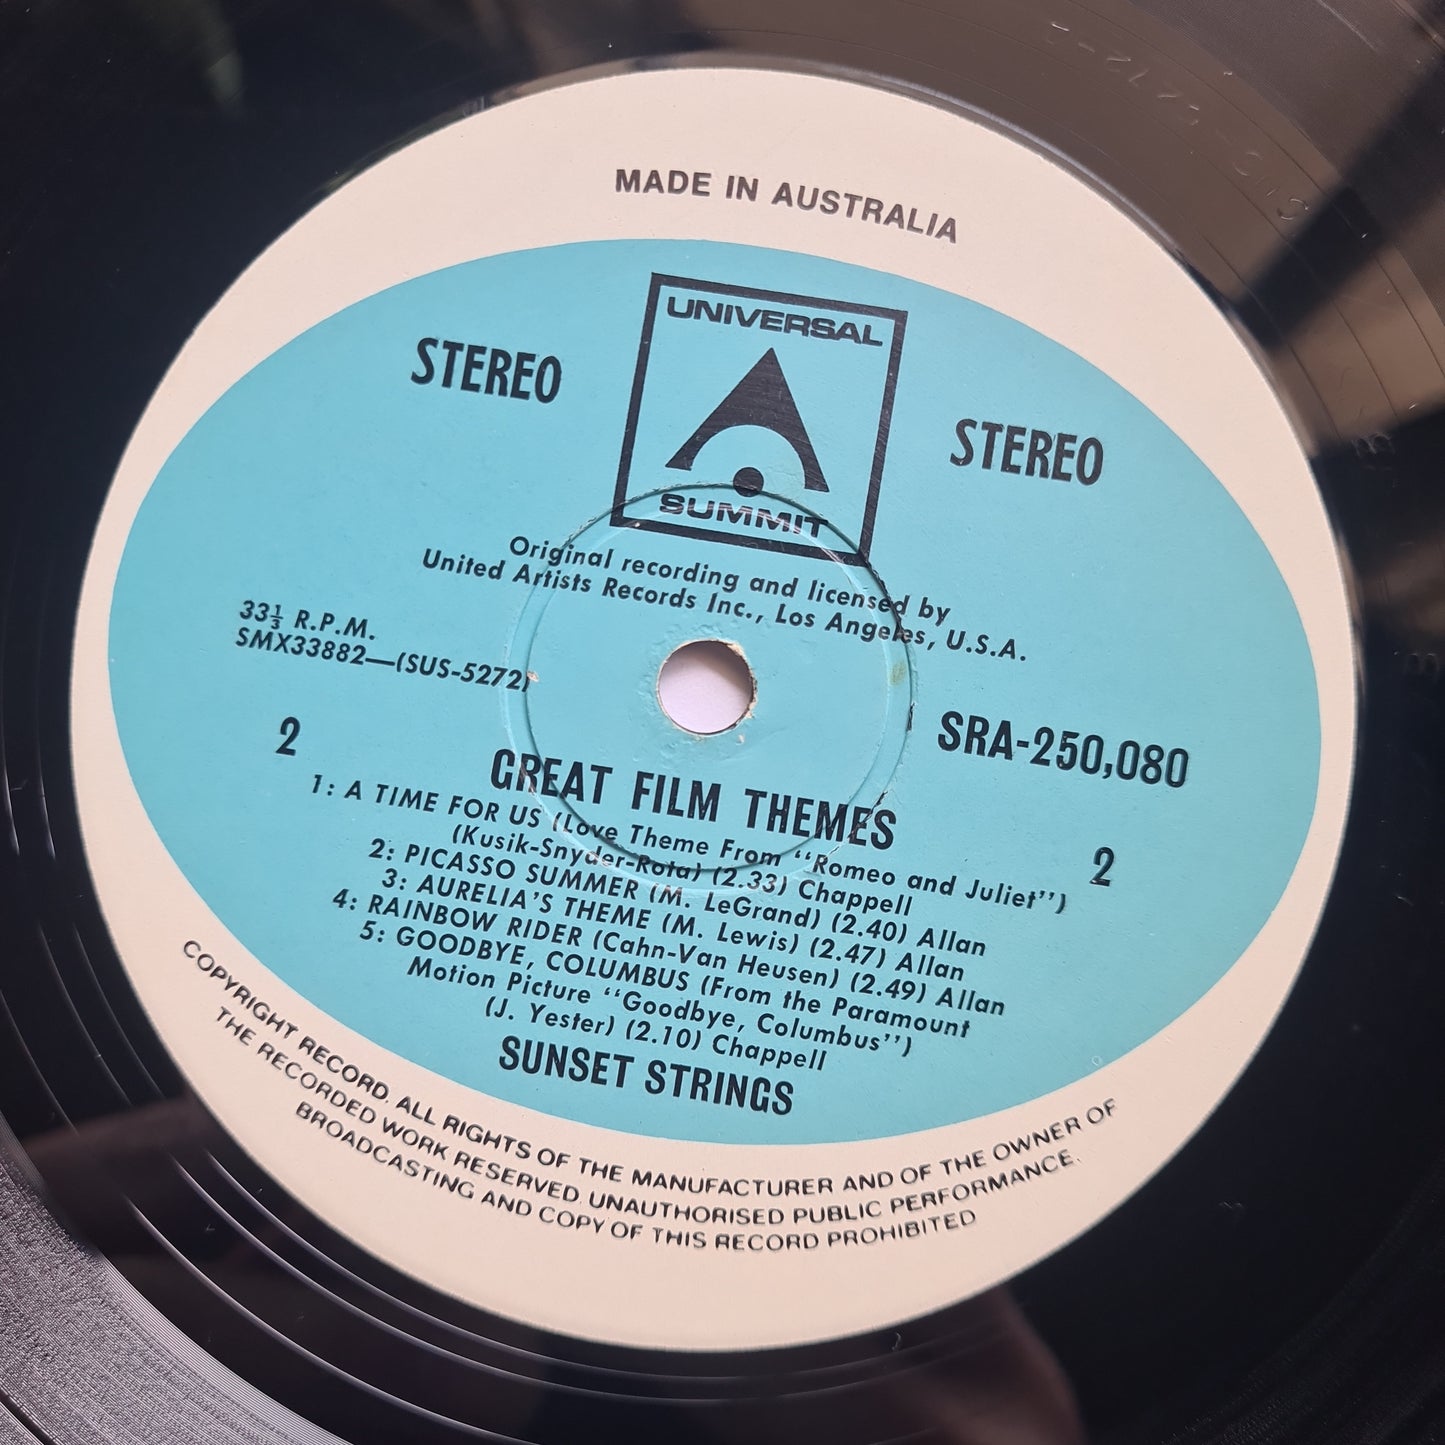 MADE IN AUSTRALIA
UNIVERSAL
SUMMIT
STEREO
STEREO
Original recording and licensed by
United Artists Records Inc., Los Angeles, U.S.A.
33⅓ R.P.M.
SMX33882—(SUS-5272)
SRA-250,080
2
2
GREAT FILM THEMES
1: A TIME FOR US (Love Theme From "Romeo and Juliet")
(Kusik-Snyder-Rota) (2.33) Chappell
2: PICASSO SUMMER (M. LeGrand) (2.40) Allan
3: AURELIA'S THEME (M. Lewis) (2.47) Allan
4: RAINBOW RIDER (Cahn-Van Heusen) (2.49) Allan
5: GOODBYE, COLUMBUS (From the Paramount
Motion Picture "Goodbye, Columbus")
(J. Yester) (2.10) Chappell
SUNSET STRINGS
COPYRIGHT RECORD. ALL RIGHTS OF THE MANUFACTURER AND OF THE OWNER OF
THE RECORDED WORK RESERVED. UNAUTHORISED PUBLIC PERFORMANCE,
BROADCASTING AND COPY OF THIS RECORD PROHIBITED